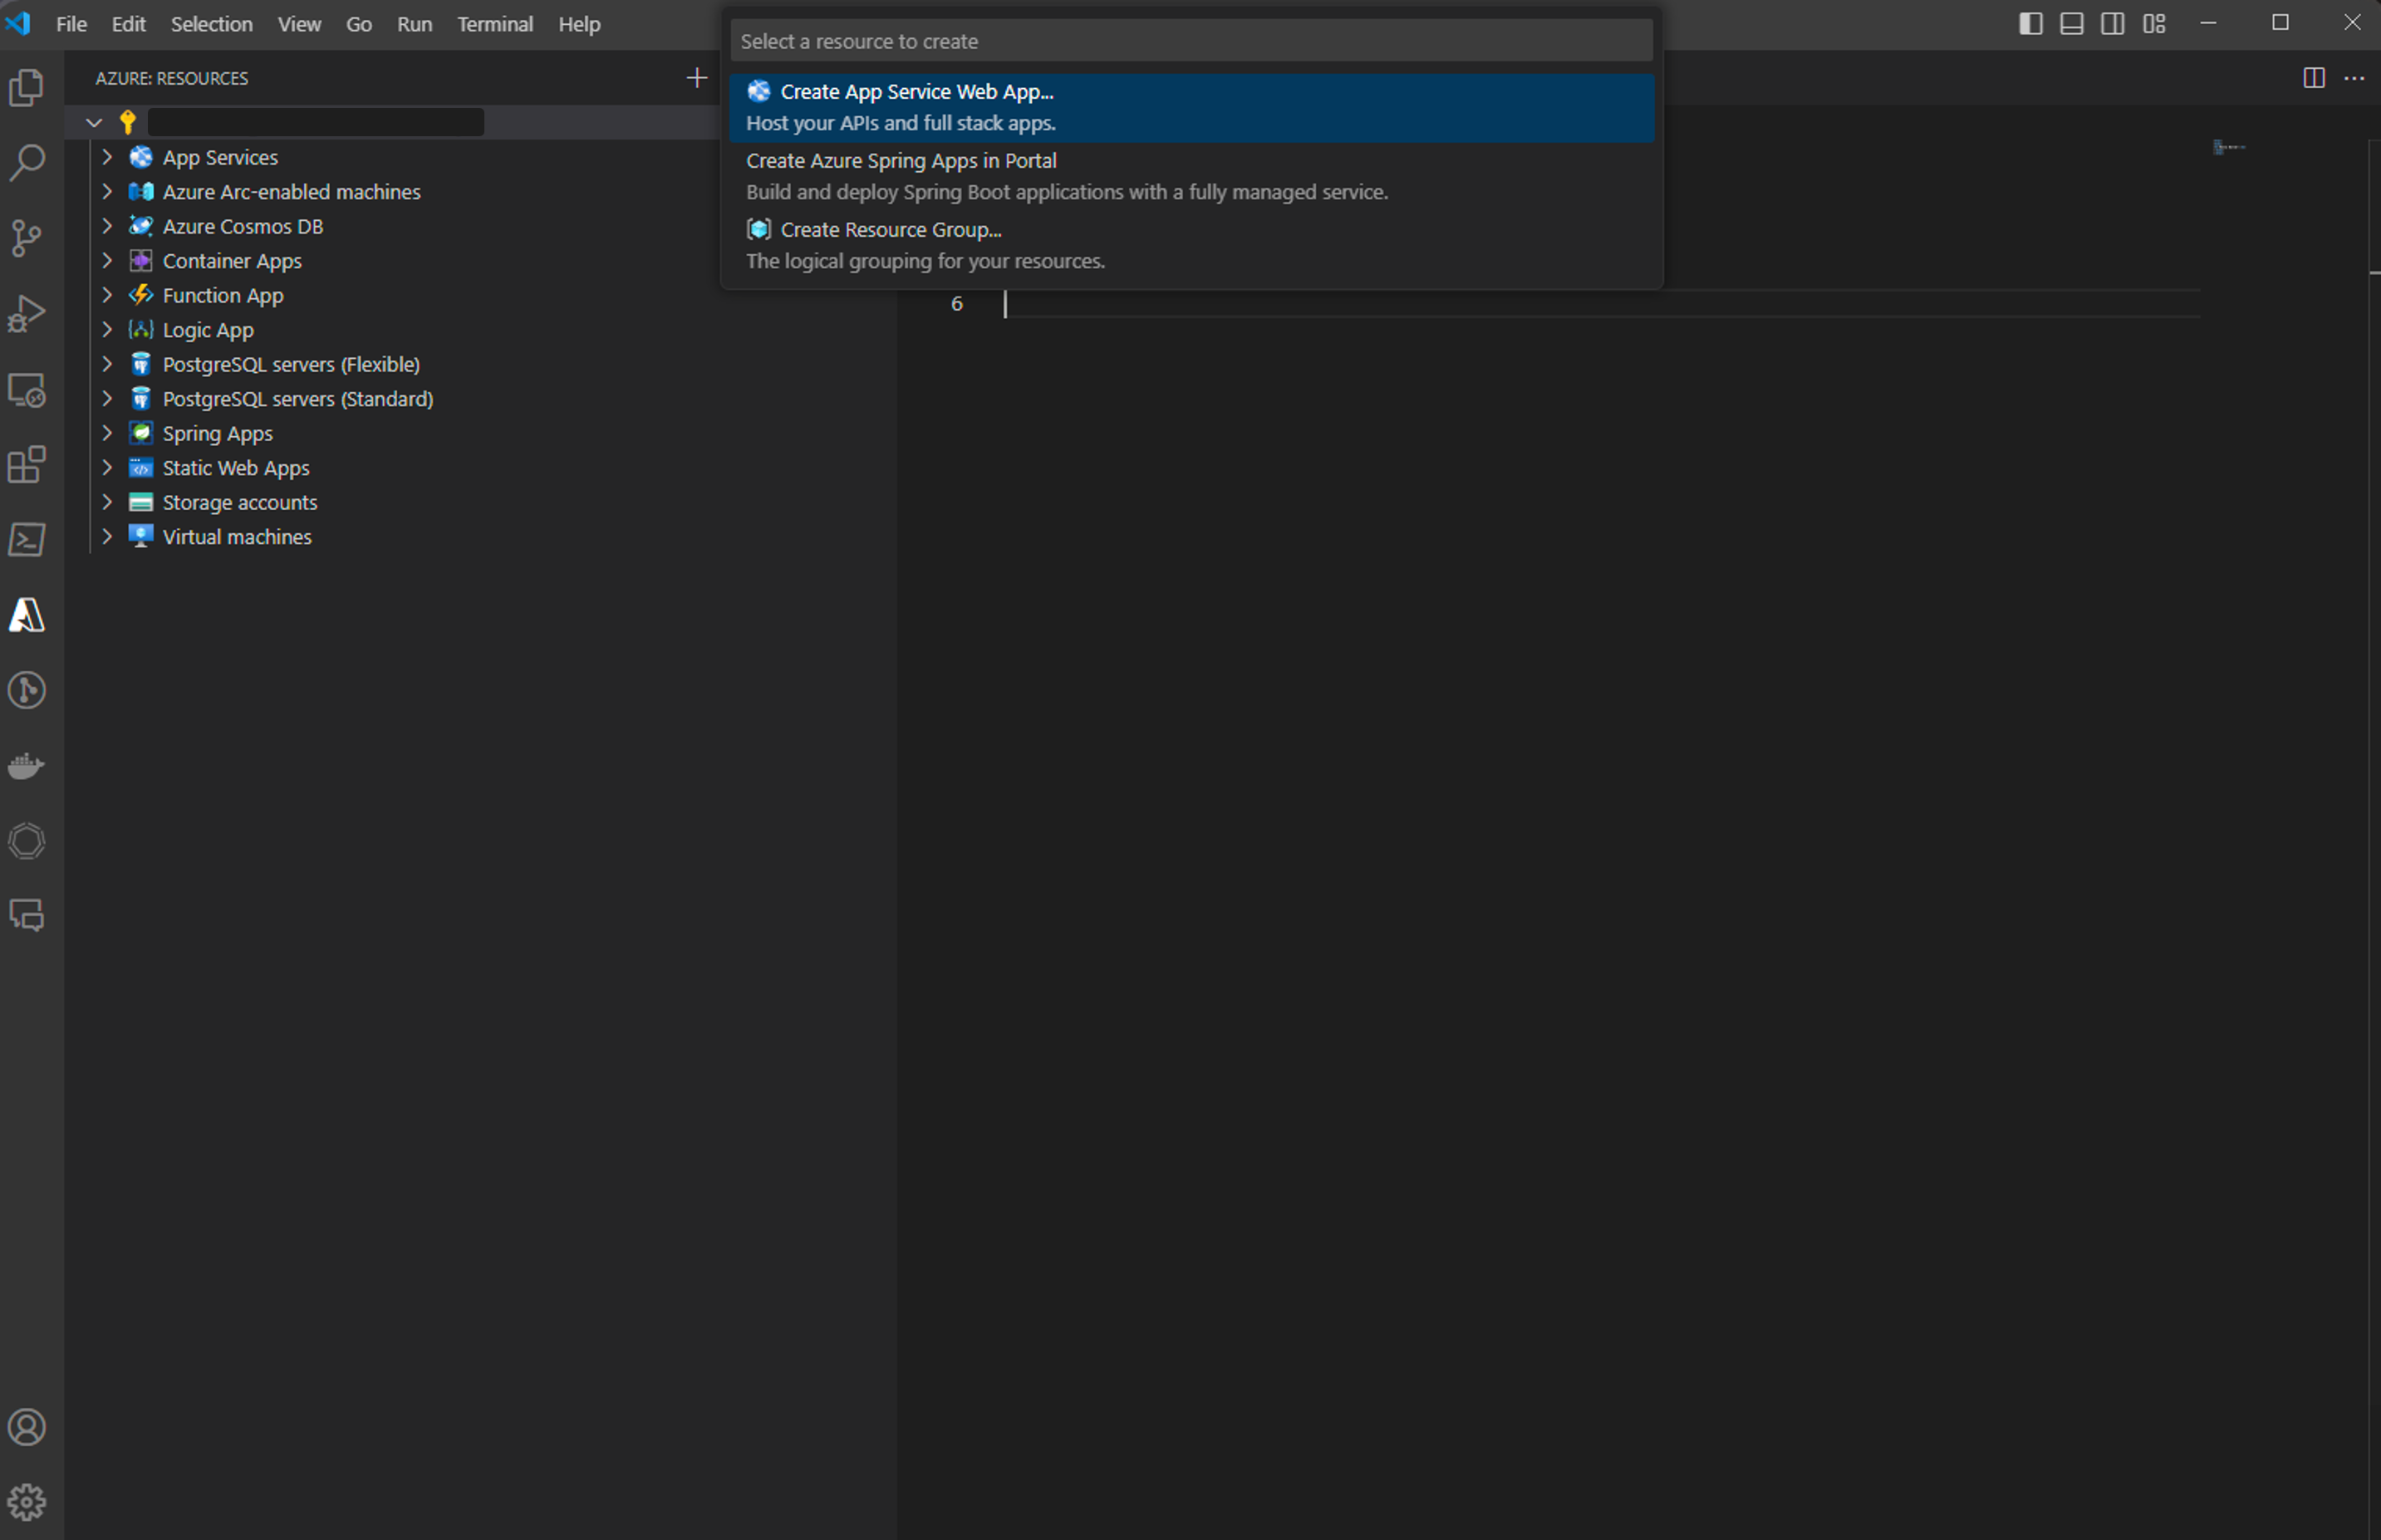 File Edit Selection View Go Run Terminal Help
Select a resource to create
Create App Service Web App...
Host your APIs and full stack apps.
Create Azure Spring Apps in Portal
Build and deploy Spring Boot applications with a fully managed service.
Create Resource Group...
The logical grouping for your resources.
AZURE: RESOURCES
App Services
Azure Arc-enabled machines
Azure Cosmos DB
Container Apps
Function App
Logic App
PostgreSQL servers (Flexible)
PostgreSQL servers (Standard)
Spring Apps
Static Web Apps
Storage accounts
Virtual machines
6